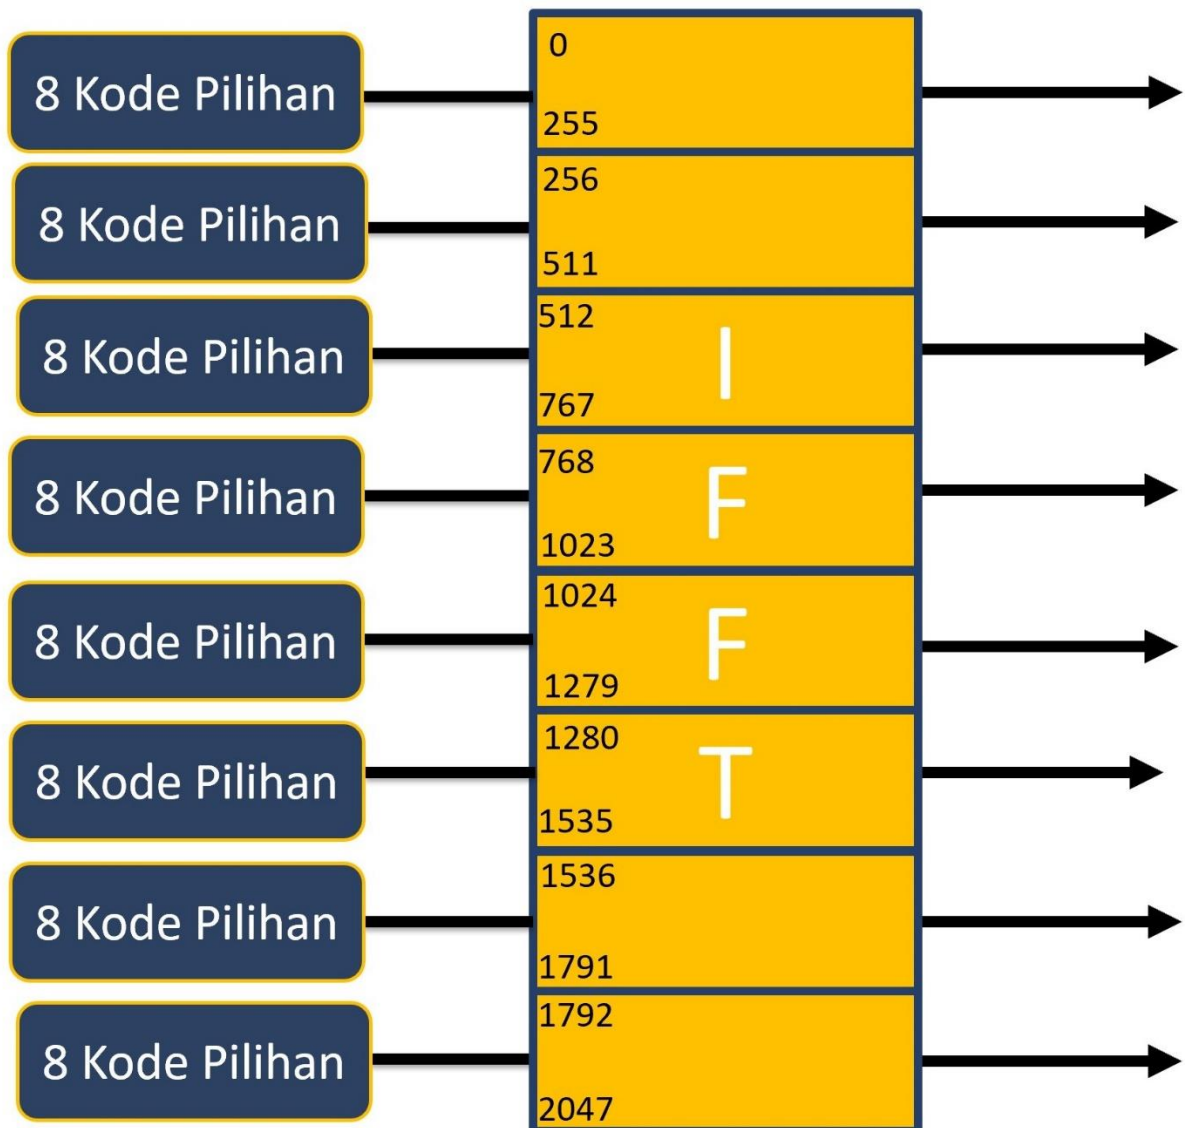 8 Kode Pilihan
0
255
8 Kode Pilihan
256
511
8 Kode Pilihan
512
I
767
8 Kode Pilihan
768
F
1023
8 Kode Pilihan
1024
F
1279
8 Kode Pilihan
1280
T
1535
8 Kode Pilihan
1536
1791
8 Kode Pilihan
1792
2047